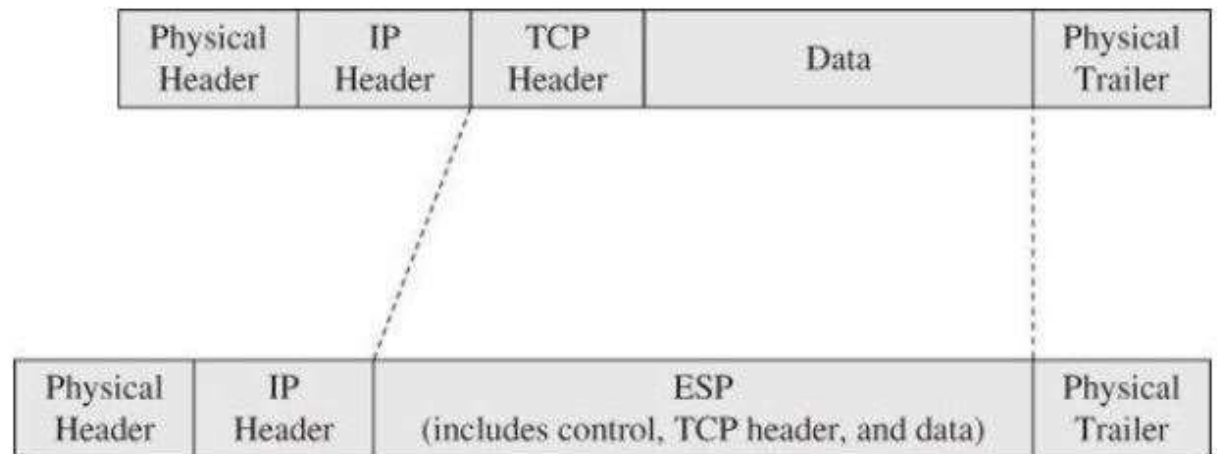 Physical Header
IP Header
TCP Header
Data
Physical Trailer
Physical Header
IP Header
ESP
(includes control, TCP header, and data)
Physical Trailer